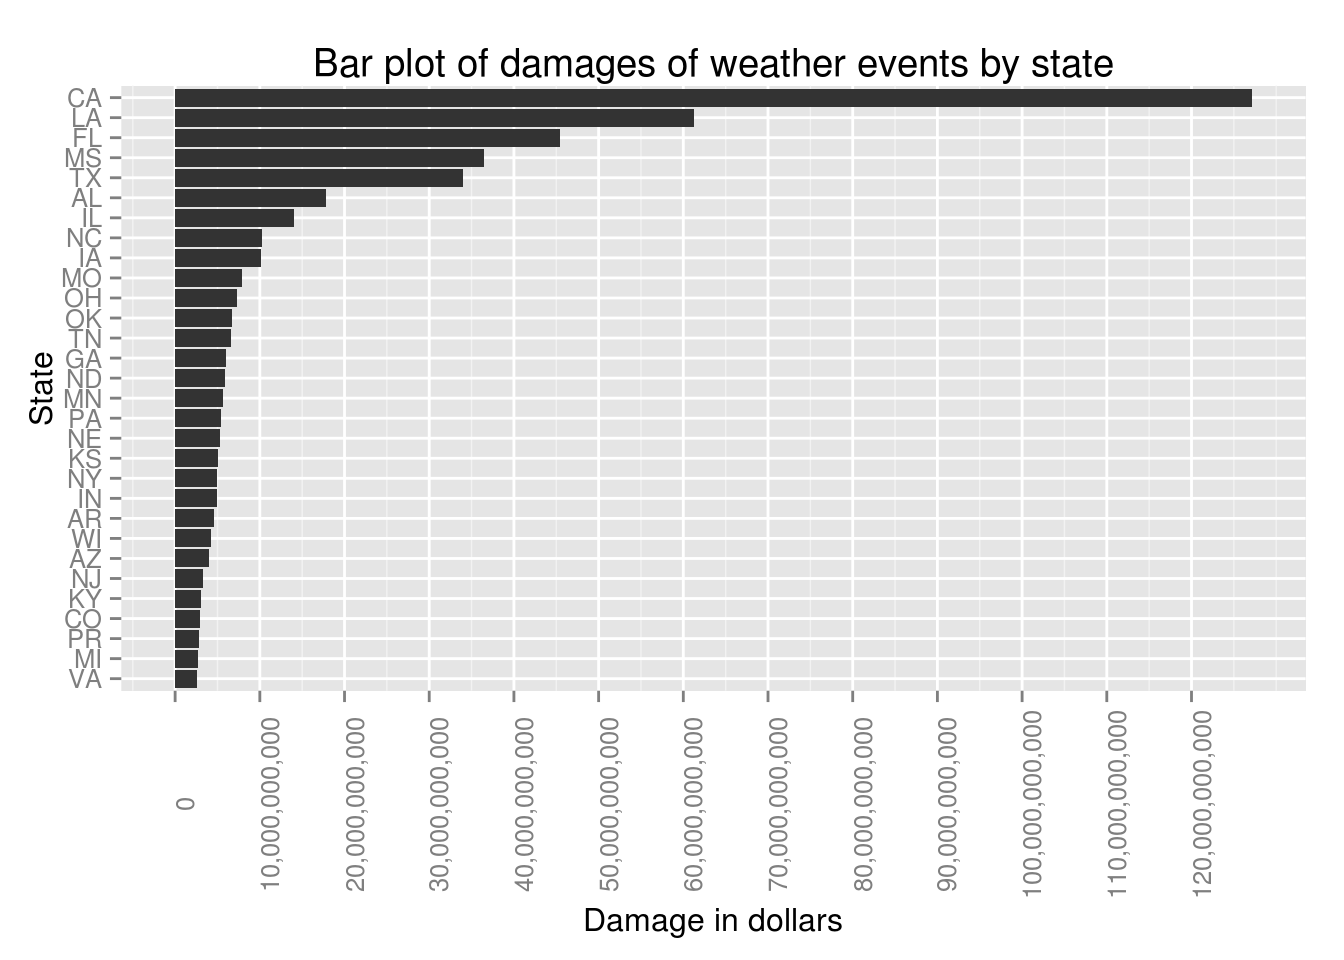 Bar plot of damages of weather events by state
State
CA
LA
FL
MS
TX
AL
IL
NC
IA
MO
OH
OK
TN
GA
ND
MN
PA
NE
KS
NY
IN
AR
WI
AZ
NJ
KY
CO
PR
MI
VA
0
10,000,000,000
20,000,000,000
30,000,000,000
40,000,000,000
50,000,000,000
60,000,000,000
70,000,000,000
80,000,000,000
90,000,000,000
100,000,000,000
110,000,000,000
120,000,000,000
Damage in dollars